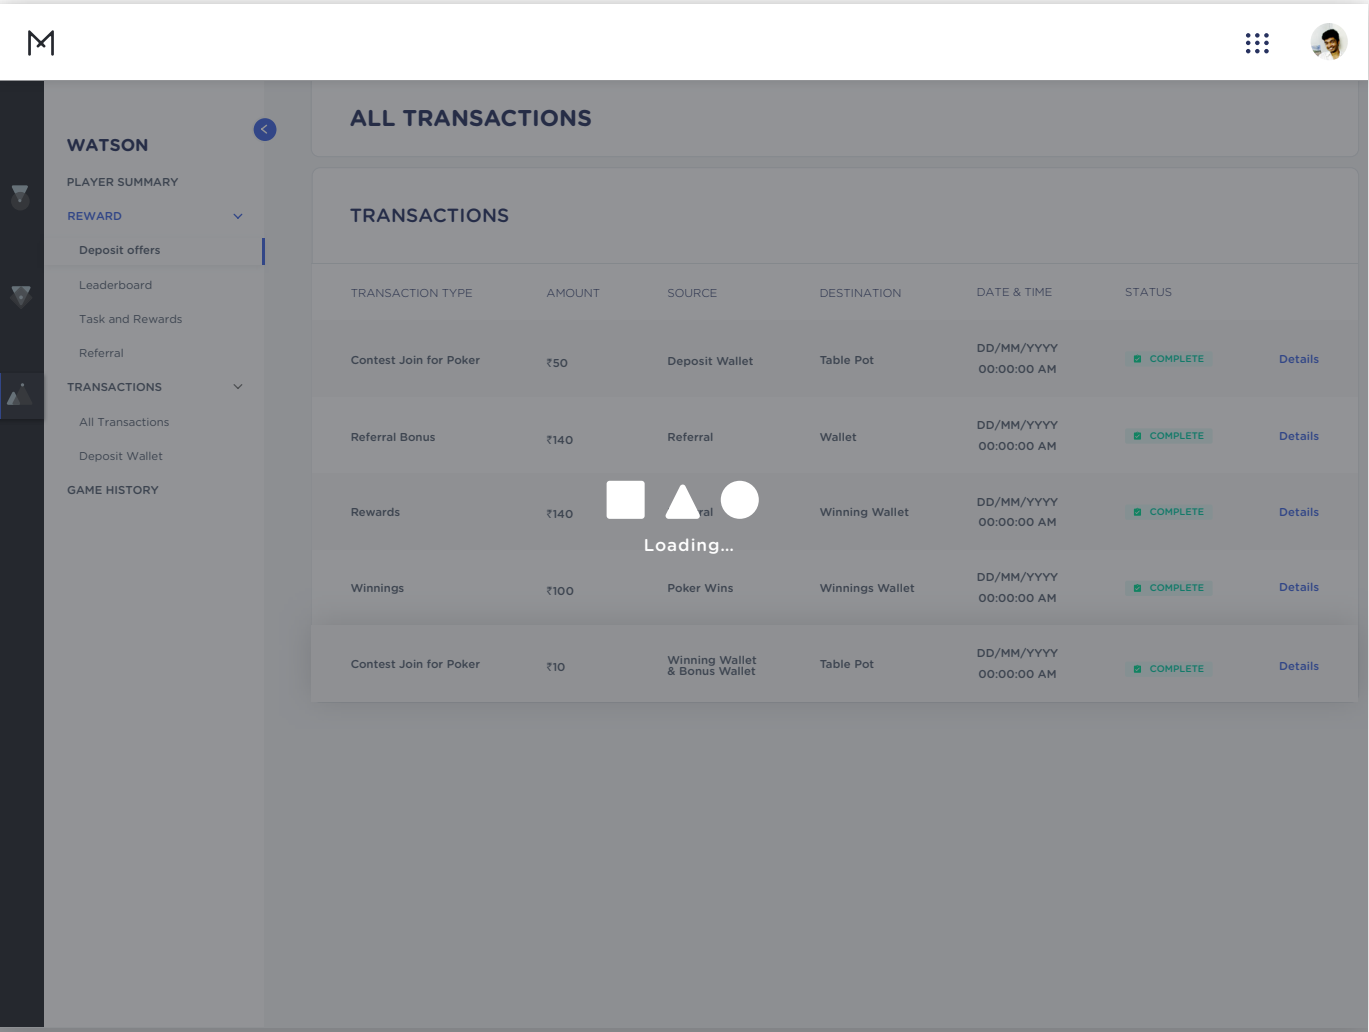 WATSON
PLAYER SUMMARY
REWARD
Deposit offers
Leaderboard
Task and Rewards
Referral
TRANSACTIONS
All Transactions
Deposit Wallet
GAME HISTORY
ALL TRANSACTIONS
TRANSACTIONS
TRANSACTION TYPE AMOUNT SOURCE DESTINATION DATE & TIME STATUS
Contest Join for Poker ₹50 Deposit Wallet Table Pot DD/MM/YYYY 00:00:00 AM COMPLETE Details
Referral Bonus ₹140 Referral Wallet DD/MM/YYYY 00:00:00 AM COMPLETE Details
Rewards ₹140 Winning Wallet DD/MM/YYYY 00:00:00 AM COMPLETE Details
Loading...
Winnings ₹100 Poker Wins Winnings Wallet DD/MM/YYYY 00:00:00 AM COMPLETE Details
Contest Join for Poker ₹10 Winning Wallet & Bonus Wallet Table Pot DD/MM/YYYY 00:00:00 AM COMPLETE Details